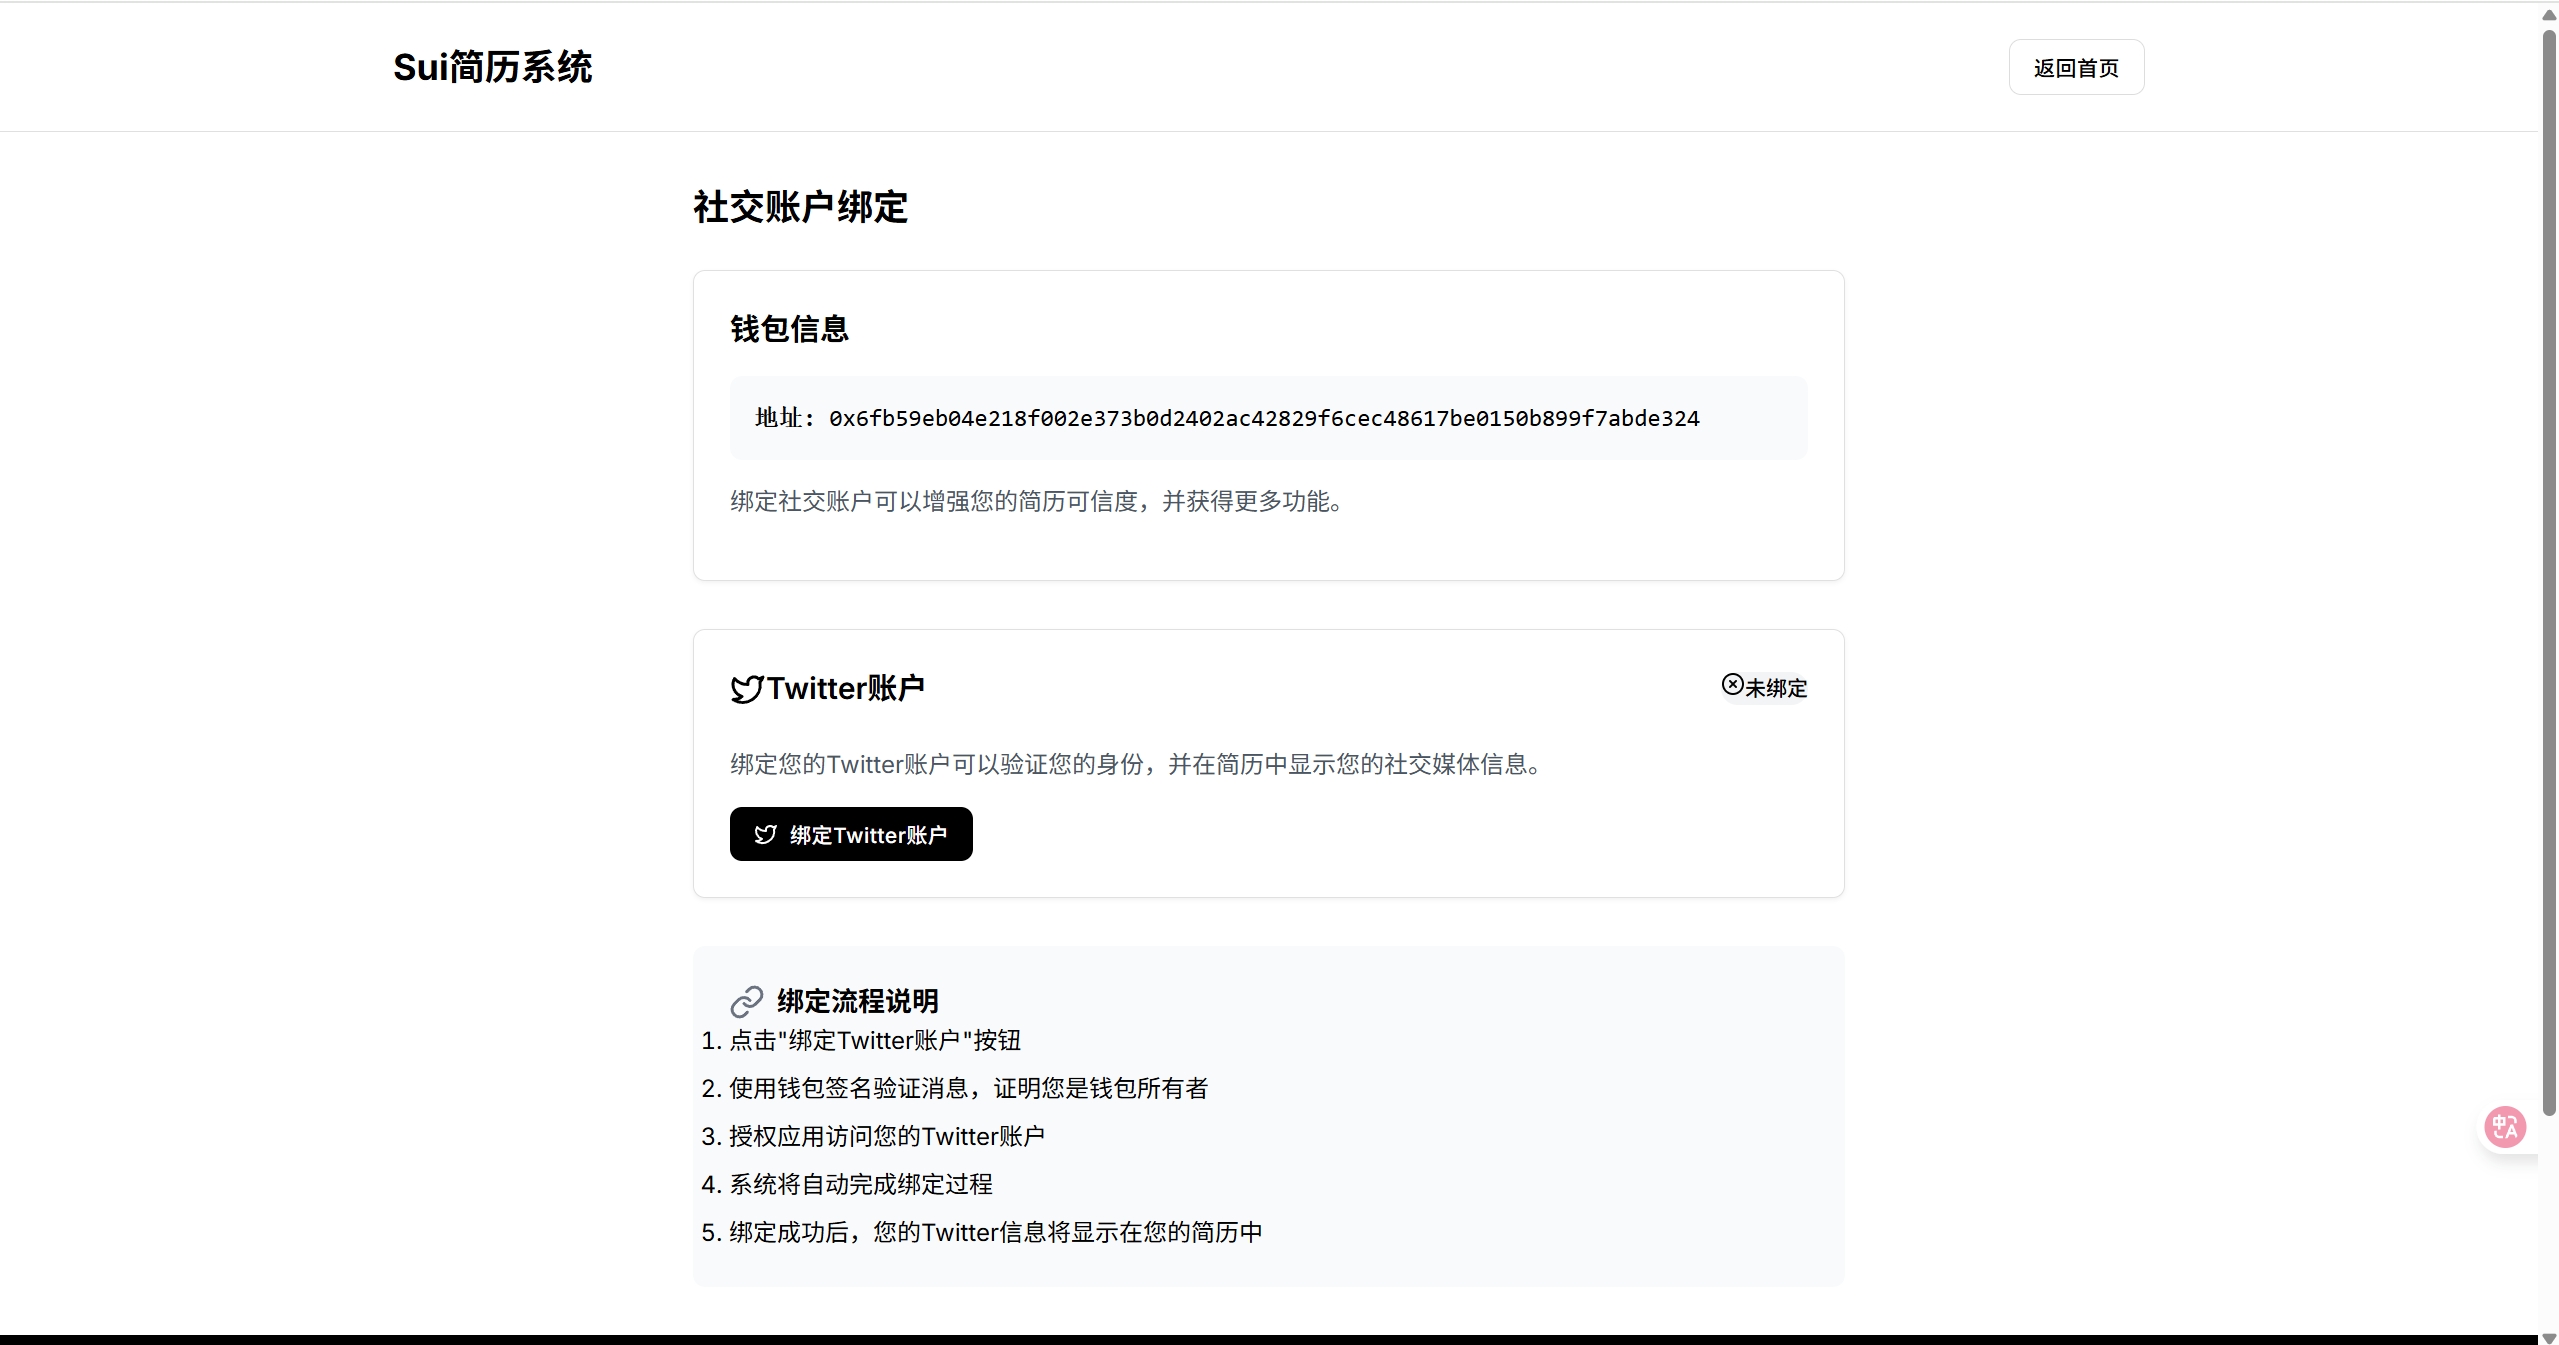 Sui简历系统
返回首页
社交账户绑定
钱包信息
地址: 0x6fb59eb04e218f002e373b0d2402ac42829f6cec48617be0150b899f7abde324
绑定社交账户可以增强您的简历可信度，并获得更多功能。
Twitter账户
未绑定
绑定您的Twitter账户可以验证您的身份，并在简历中显示您的社交媒体信息。
绑定Twitter账户
绑定流程说明
1. 点击"绑定Twitter账户"按钮
2. 使用钱包签名验证消息，证明您是钱包所有者
3. 授权应用访问您的Twitter账户
4. 系统将自动完成绑定过程
5. 绑定成功后，您的Twitter信息将显示在您的简历中
中A